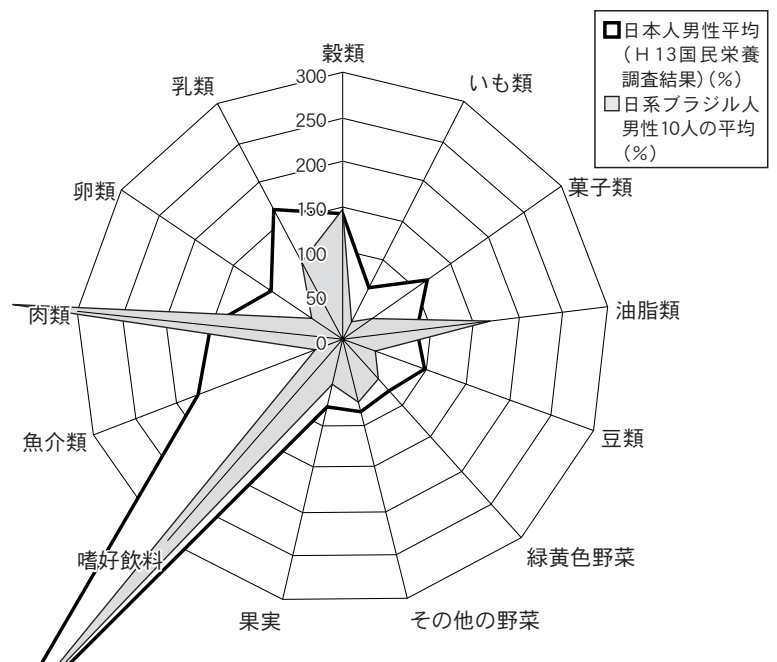 日本人男性平均
(H13国民栄養
調査結果)(%)
日系ブラジル人
男性10人の平均
(%)
穀類
いも類
菓子類
油脂類
豆類
緑黄色野菜
その他の野菜
果実
嗜好飲料
魚介類
肉類
卵類
乳類
300
250
200
150
100
50
0